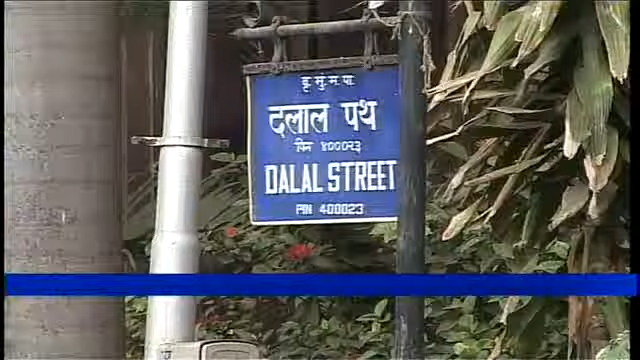 बृ. मुं. म. पा.
दलाल पथ
पिन ४०००२३
DALAL STREET
PIN 400023